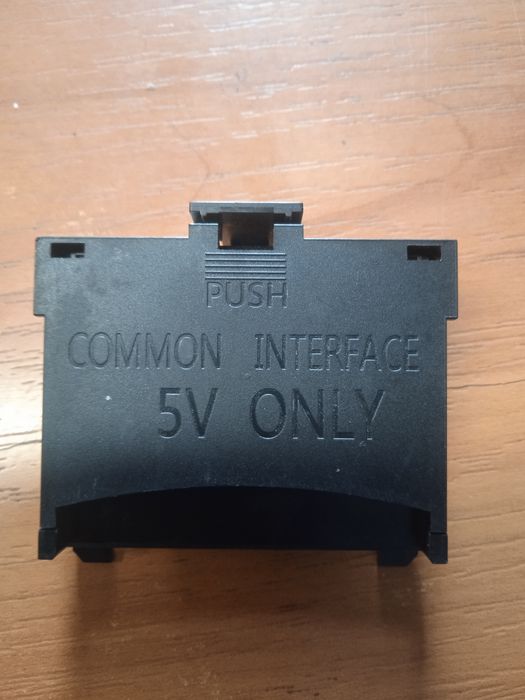 PUSH
COMMON INTERFACE
5V ONLY